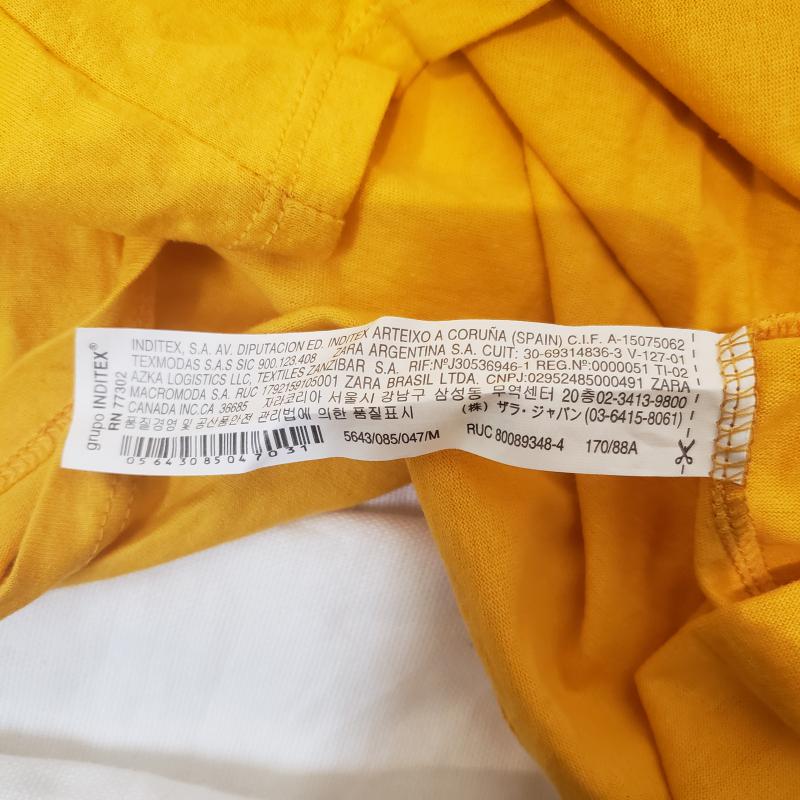 grupo INDITEX®
RN 77302
INDITEX, S.A. AV. DIPUTACION ED. INDITEX ARTEIXO A CORUÑA (SPAIN) C.I.F. A-15075062
TEXMODAS S.A.S SIC 900.123.408 ZARA ARGENTINA S.A. CUIT: 30-69314836-3 V-127-01
AZKA LOGISTICS LLC, TEXTILES ZANZIBAR S.A. RIF:NºJ30536946-1 REG.Nº:0000051 TI-02
MACROMODA S.A. RUC 1792159105001 ZARA BRASIL LTDA. CNPJ:02952485000491 ZARA
CANADA INC.CA 36685 자라코리아 서울시 강남구 삼성동 무역센터 20층02-3413-9800
품질경영 및 공산품안전 관리법에 의한 품질표시 (株) ザラ・ジャパン (03-6415-8061)
05643085047031 5643/085/047/M RUC 80089348-4 170/88A